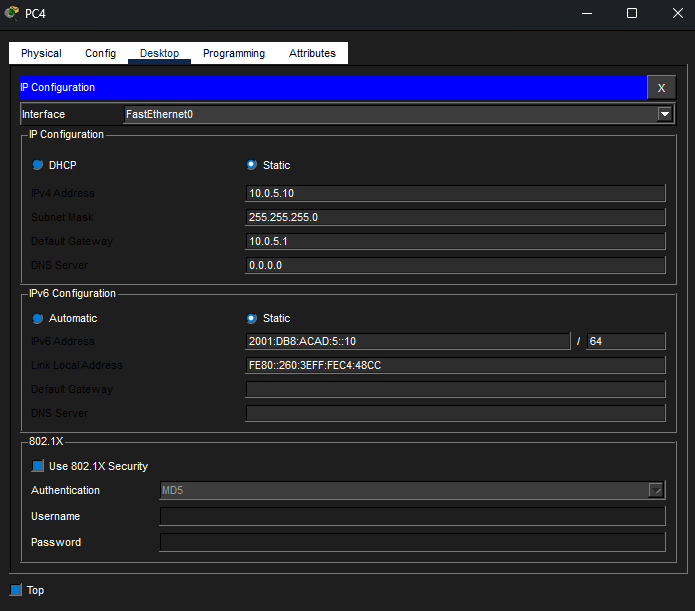 PC4
Physical Config Desktop Programming Attributes
IP Configuration X
Interface FastEthernet0
IP Configuration
DHCP Static
IPv4 Address 10.0.5.10
Subnet Mask 255.255.255.0
Default Gateway 10.0.5.1
DNS Server 0.0.0.0
IPv6 Configuration
Automatic Static
IPv6 Address 2001:DB8:ACAD:5::10 / 64
Link Local Address FE80::260:3EFF:FEC4:48CC
Default Gateway
DNS Server
802.1X
Use 802.1X Security
Authentication MD5
Username
Password
Top